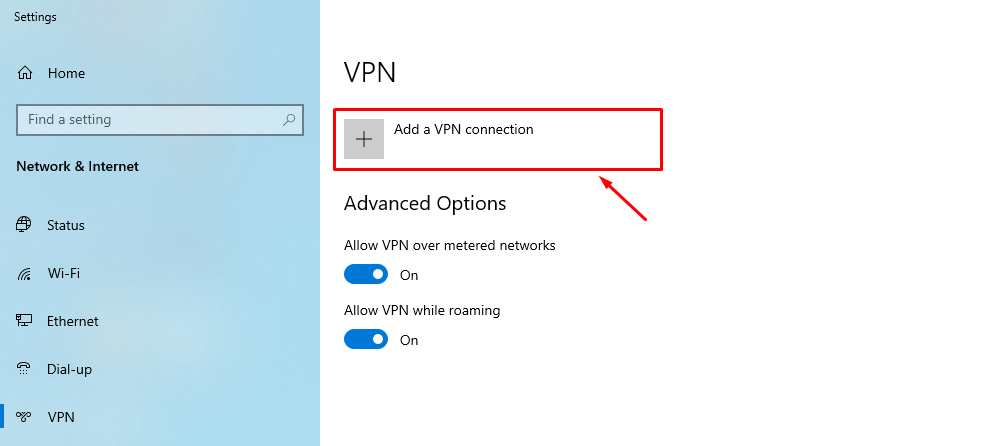 Settings
Home
Find a setting
Network & Internet
Status
Wi-Fi
Ethernet
Dial-up
VPN
VPN
Add a VPN connection
Advanced Options
Allow VPN over metered networks
On
Allow VPN while roaming
On